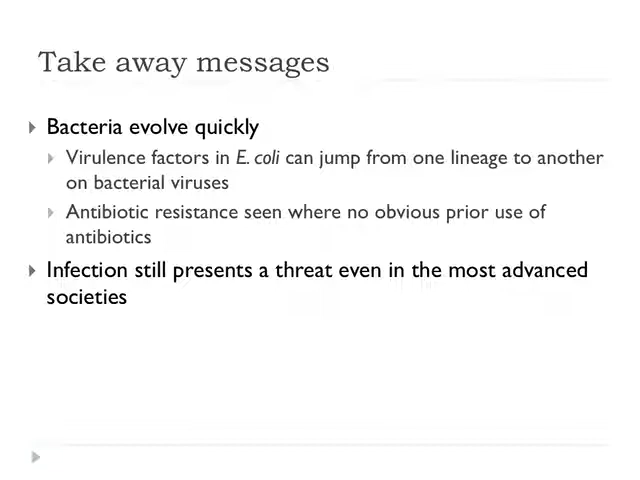 Take away messages
Bacteria evolve quickly
Virulence factors in E. coli can jump from one lineage to another
on bacterial viruses
Antibiotic resistance seen where no obvious prior use of
antibiotics
Infection still presents a threat even in the most advanced
societies